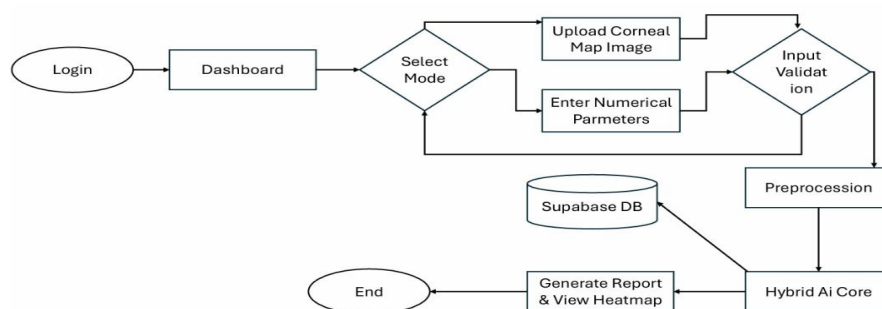 Login
Dashboard
Select
Mode
Upload Corneal
Map Image
Enter Numerical
Parmeters
Input
Validat
ion
Preprocession
Supabase DB
Hybrid Ai Core
Generate Report
& View Heatmap
End